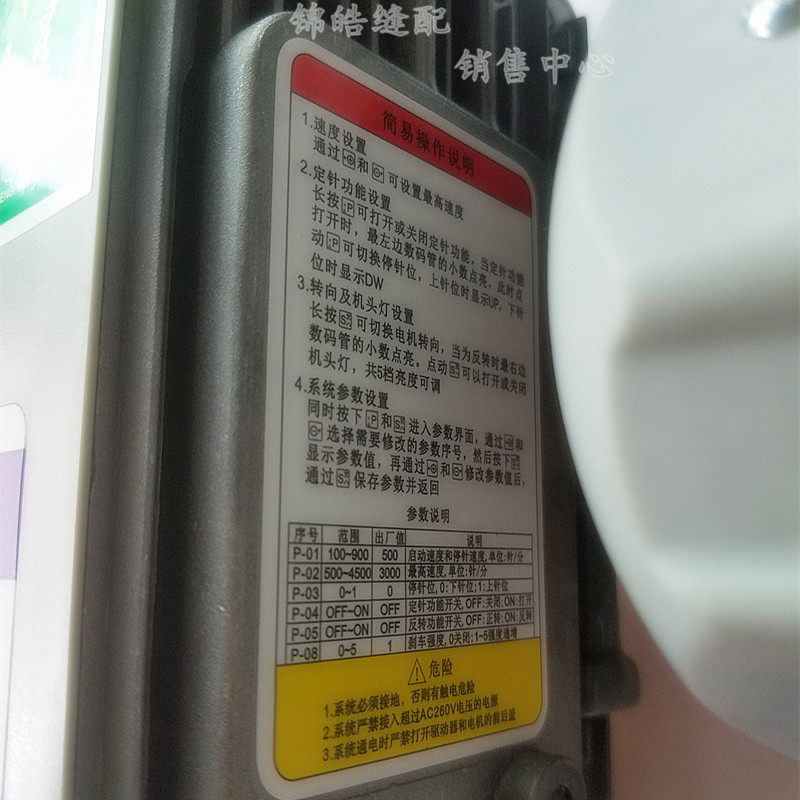 锦皓缝配
销售中心
简易操作说明
1.速度设置
通过 和 可设置最高速度
2.定针功能设置
长按 P 可打开或关闭定针功能。当定针功能
打开时,最左边数码管的小数点亮,此时点
动 P 可切换停针位,上针位时显示UP,下针
位时显示DW
3.转向及机头灯设置
长按 S 可切换电机转向,当为反转时最右边
数码管的小数点亮。点动 S 可以打开或关闭
机头灯,共5档亮度可调
4.系统参数设置
同时按下 P 和 S 进入参数界面,通过 和
选择需要修改的参数序号,然后按下 S
显示参数值,再通过 和 修改参数值后,
通过 S 保存参数并返回
参数说明
序号 范围 出厂值 说明
P-01 100~900 500 启动速度和停针速度,单位:针/分
P-02 500~4500 3000 最高速度,单位:针/分
P-03 0~1 0 停针位,0:下针位;1:上针位
P-04 OFF~ON OFF 定针功能开关,OFF:关闭;ON:打开
P-05 OFF~ON OFF 反转功能开关,OFF:正转;ON:反转
P-08 0~5 1 刹车强度,0关闭;1~5强度递增
危险
1.系统必须接地,否则有触电危险
2.系统严禁接入超过AC260V电压的电源
3.系统通电时严禁打开驱动器和电机的前后盖